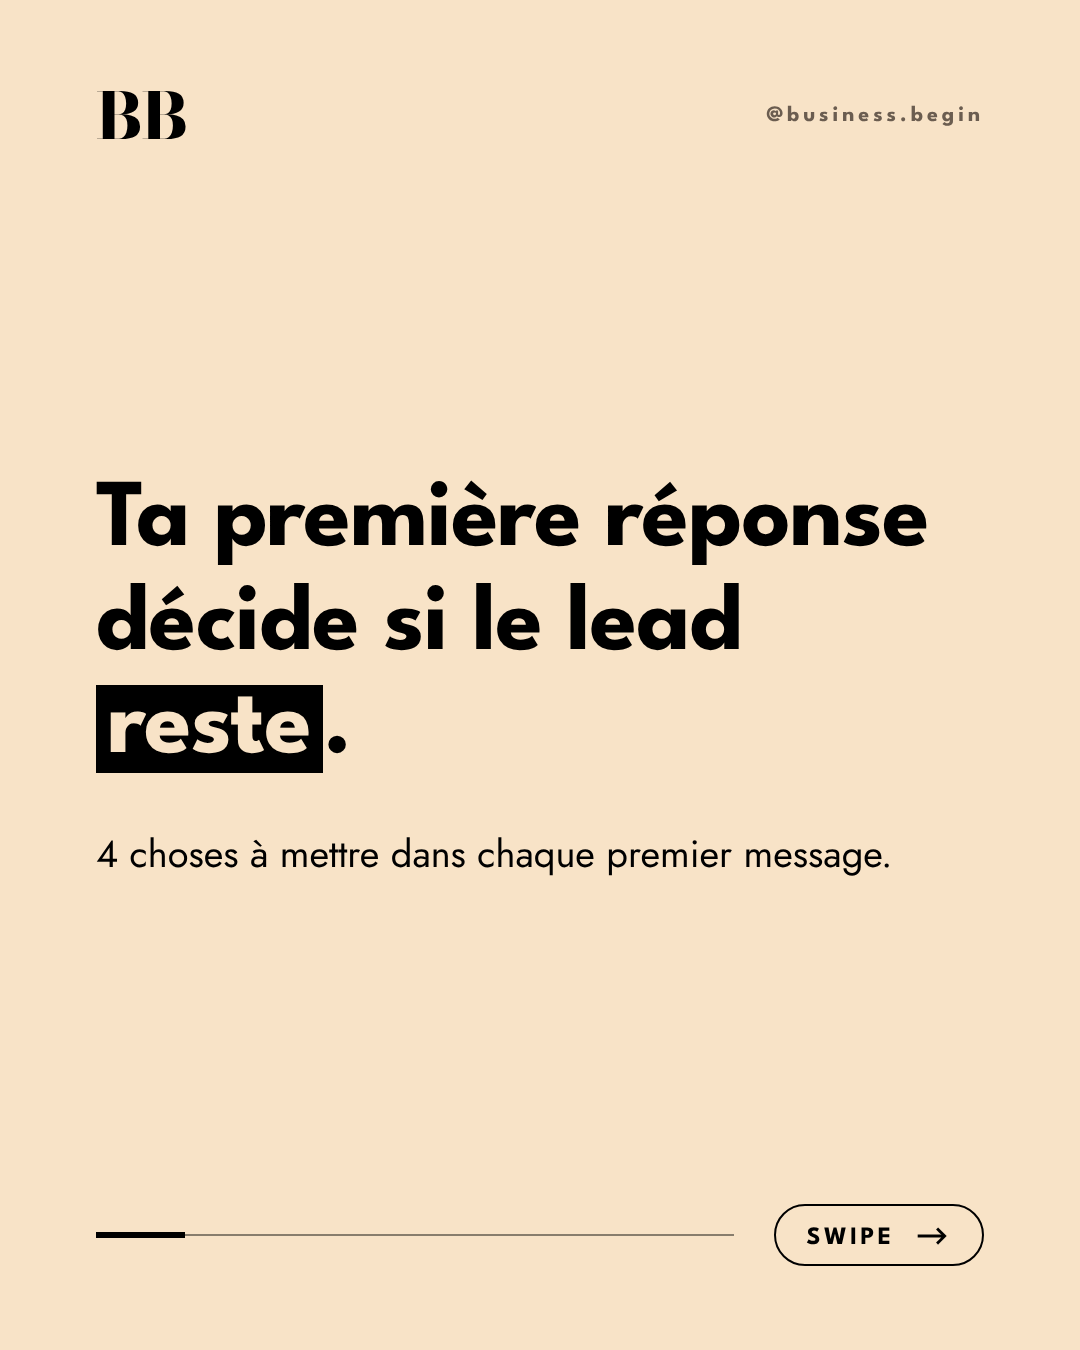 BB
@business.begin
Ta première réponse
décide si le lead
reste.
4 choses à mettre dans chaque premier message.
SWIPE →